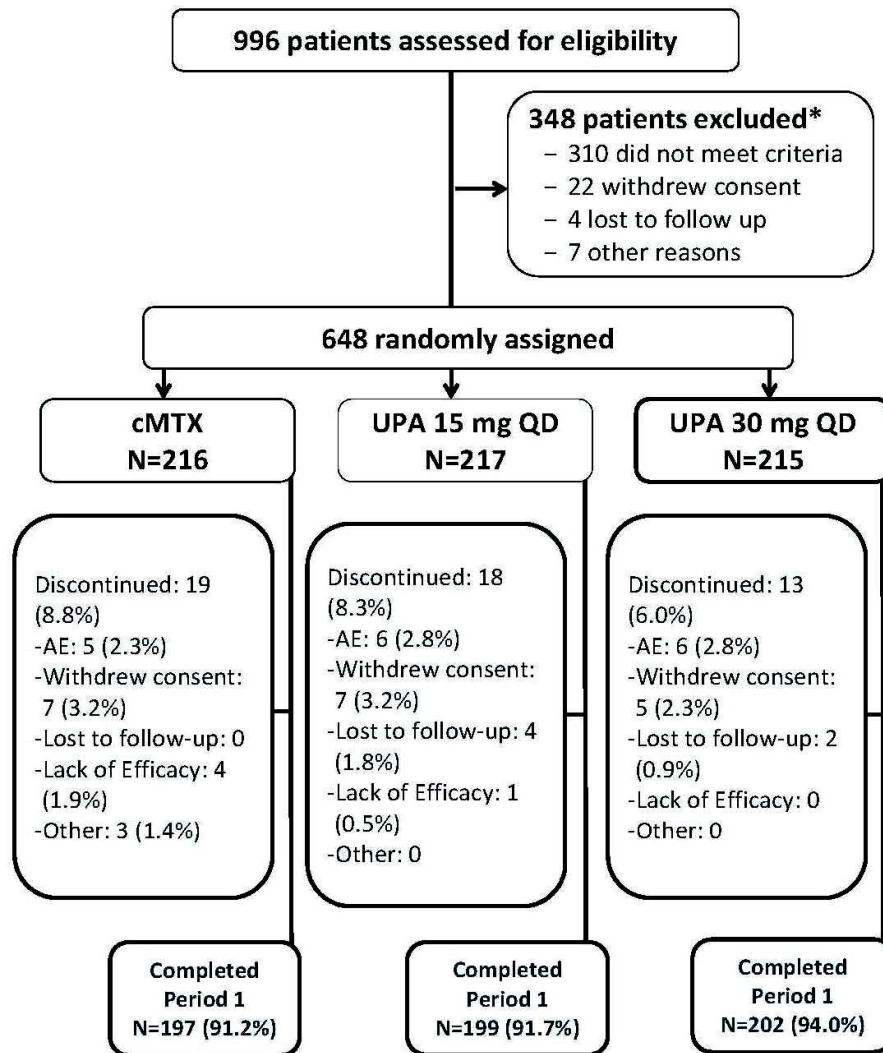 996 patients assessed for eligibility
348 patients excluded*
– 310 did not meet criteria
– 22 withdrew consent
– 4 lost to follow up
– 7 other reasons
648 randomly assigned
cMTX
N=216
UPA 15 mg QD
N=217
UPA 30 mg QD
N=215
Discontinued: 19
(8.8%)
-AE: 5 (2.3%)
-Withdrew consent:
7 (3.2%)
-Lost to follow-up: 0
-Lack of Efficacy: 4
(1.9%)
-Other: 3 (1.4%)
Discontinued: 18
(8.3%)
-AE: 6 (2.8%)
-Withdrew consent:
7 (3.2%)
-Lost to follow-up: 4
(1.8%)
-Lack of Efficacy: 1
(0.5%)
-Other: 0
Discontinued: 13
(6.0%)
-AE: 6 (2.8%)
-Withdrew consent:
5 (2.3%)
-Lost to follow-up: 2
(0.9%)
-Lack of Efficacy: 0
-Other: 0
Completed
Period 1
N=197 (91.2%)
Completed
Period 1
N=199 (91.7%)
Completed
Period 1
N=202 (94.0%)